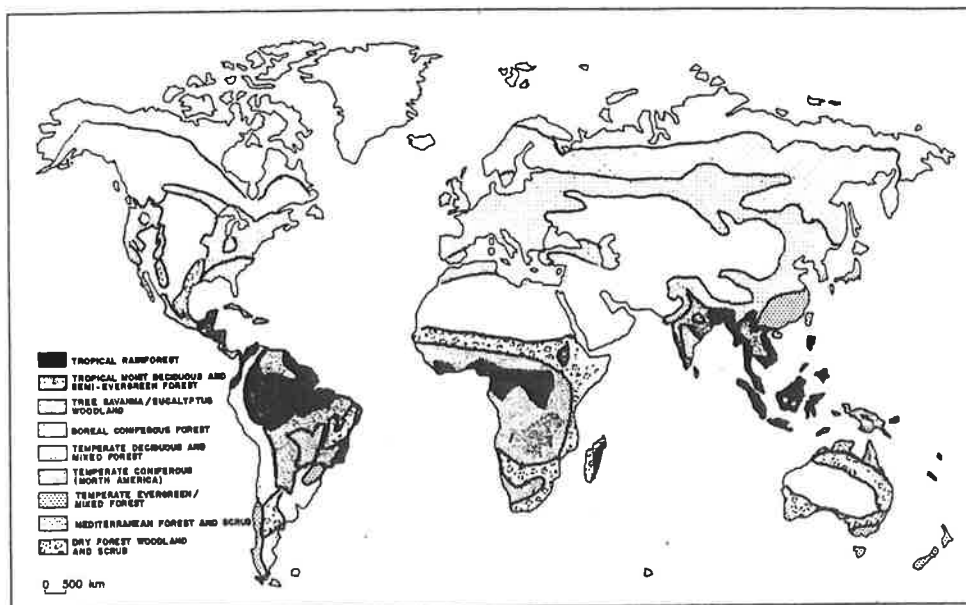 TROPICAL RAINFOREST
TROPICAL MOIST DECIDUOUS AND
SEMI-EVERGREEN FOREST
TREE SAVANNA/EUCALYPTUS
WOODLAND
BOREAL CONIFEROUS FOREST
TEMPERATE DECIDUOUS AND
MIXED FOREST
TEMPERATE CONIFEROUS
(NORTH AMERICA)
TEMPERATE EVERGREEN/
MIXED FOREST
MEDITERRANEAN FOREST AND SCRUB
DRY FOREST WOODLAND
AND SCRUB
0 500 km